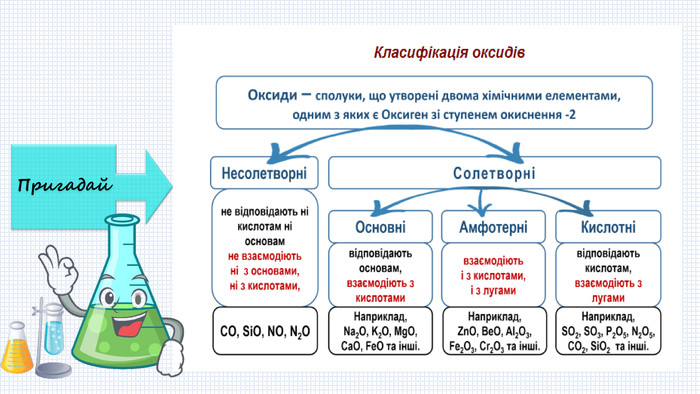 Класифікація оксидів
Оксиди – сполуки, що утворені двома хімічними елементами,
одним з яких є Оксиген зі ступенем окиснення -2
Пригадай
Несолетворні
не відповідають ні
кислотам ні
основам
не взаємодіють
ні з основами,
ні з кислотами,
CO, SiO, NO, N₂O
Солетворні
Основні
відповідають
основам,
взаємодіють з
кислотами
Наприклад,
Na₂O, K₂O, MgO,
CaO, FeO та інші.
Амфотерні
взаємодіють
і з кислотами,
і з лугами
Наприклад,
ZnO, BeO, Al₂O₃,
Fe₂O₃, Cr₂O₃ та інші.
Кислотні
відповідають
кислотам,
взаємодіють з
лугами
Наприклад,
SO₂, SO₃, P₂O₅, N₂O₅,
CO₂, SiO₂ та інші.